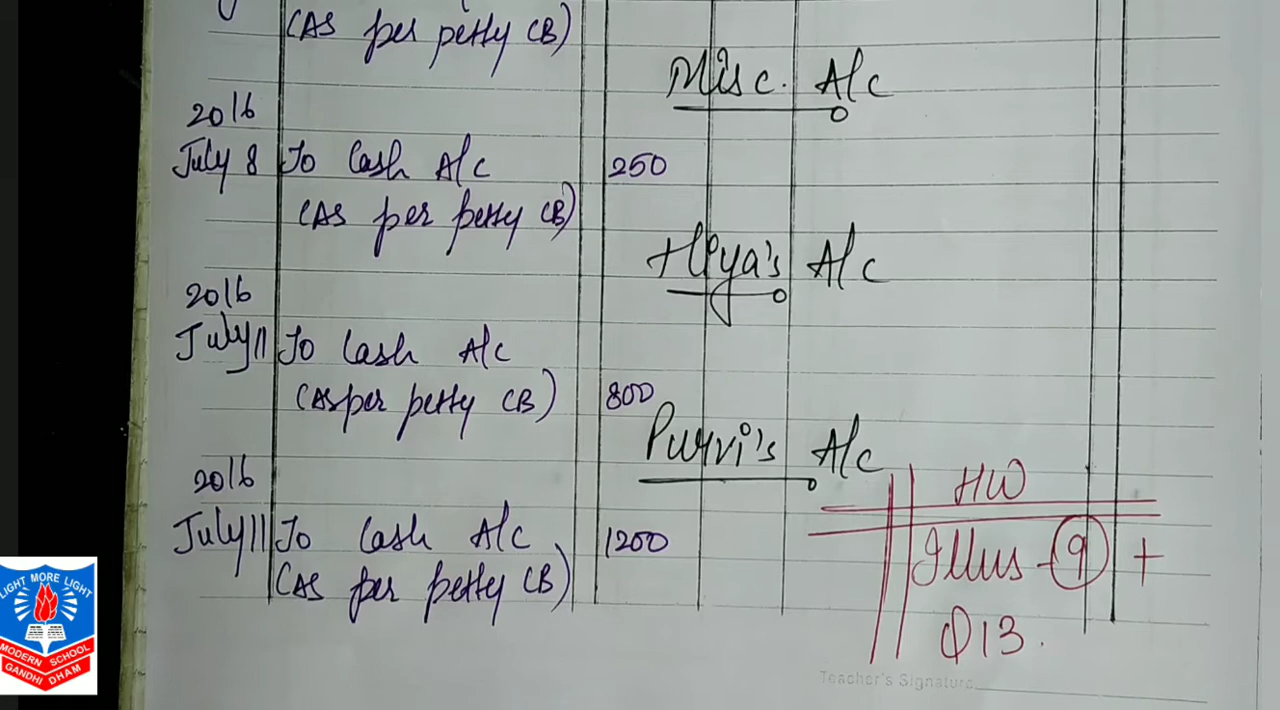 (As per petty CB)
Misc. A/c
2016
July 8 To Cash A/c 250
(As per petty CB)
Hiya's A/c
2016
July 11 To Cash A/c
(As per petty CB) 800
Purvi's A/c
2016
HW
July 11 To Cash A/c 1200
(As per petty CB)
Illus - 9 +
Q13.
Teacher's Signature
LIGHT MORE LIGHT
MODERN SCHOOL
GANDHI DHAM